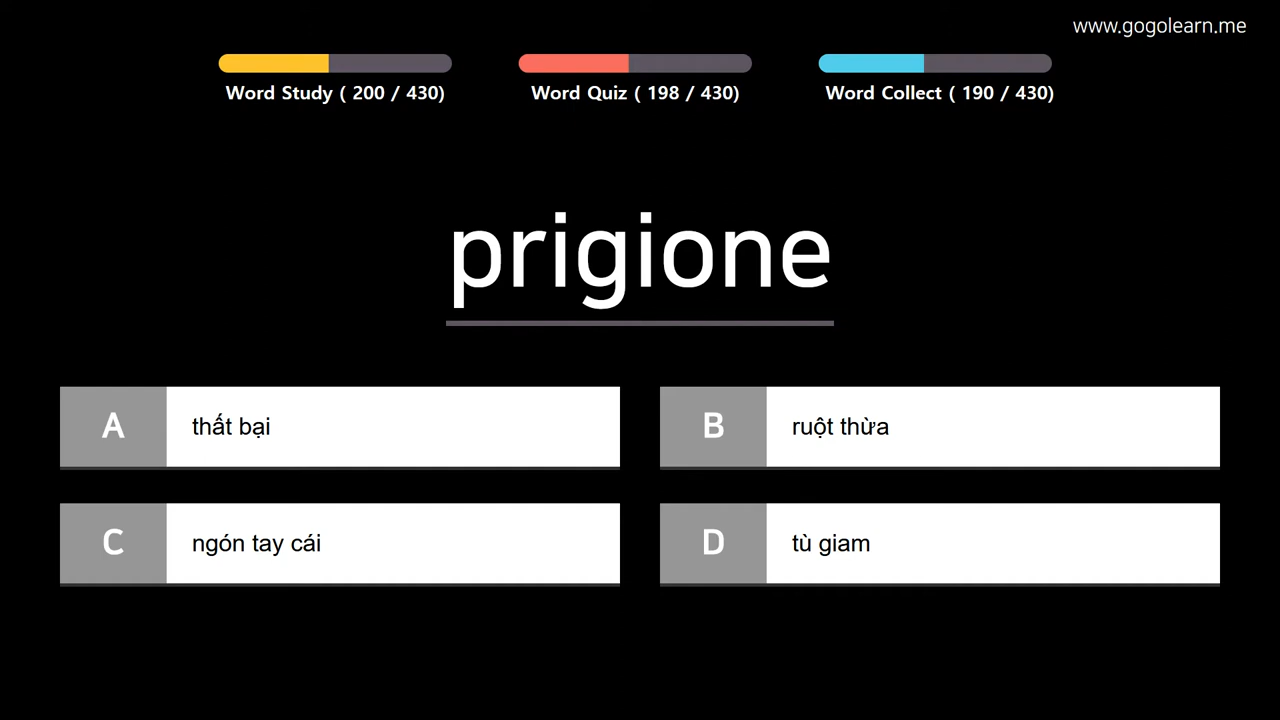 www.gogolearn.me
Word Study ( 200 / 430)
Word Quiz ( 198 / 430)
Word Collect ( 190 / 430)
prigione
A thất bại
B ruột thừa
C ngón tay cái
D tù giam